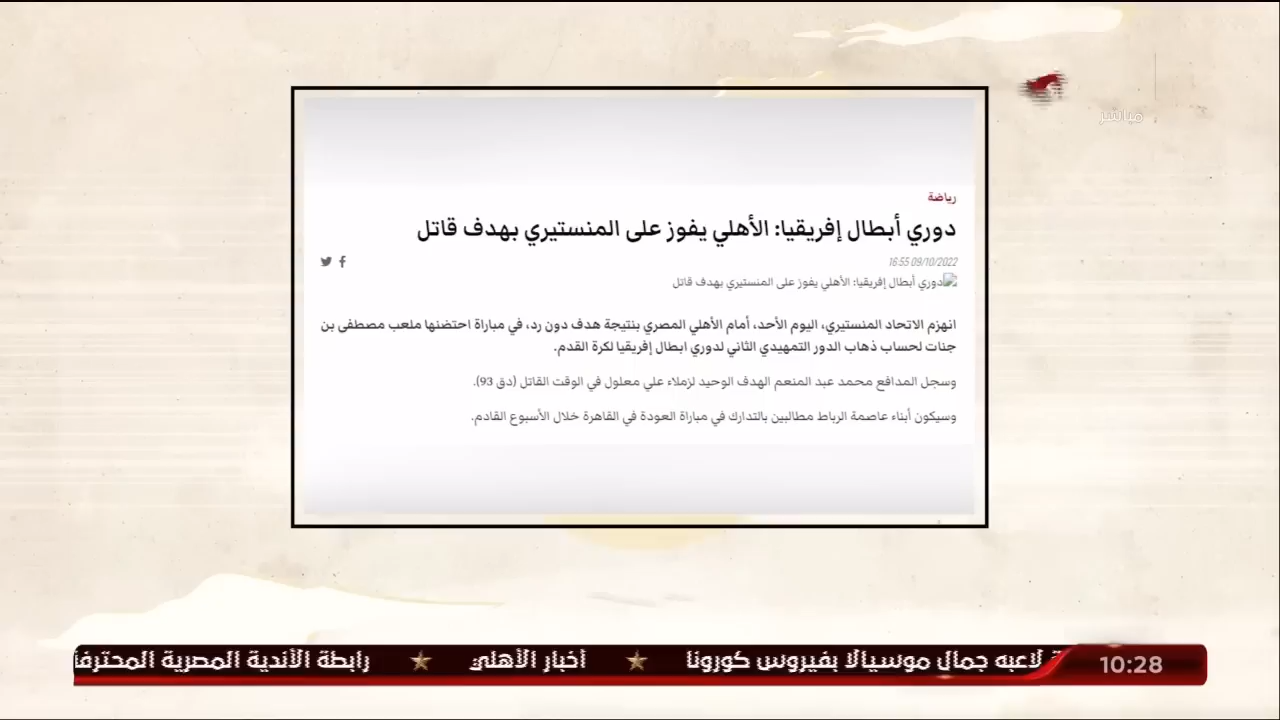 مباشر
رياضة
دوري أبطال إفريقيا: الأهلي يفوز على المنستيري بهدف قاتل
16:55 09/10/2022
دوري أبطال إفريقيا: الأهلي يفوز على المنستيري بهدف قاتل
انهزم الاتحاد المنستيري، اليوم الأحد، أمام الأهلي المصري بنتيجة هدف دون رد، في مباراة احتضنها ملعب مصطفى بن
جنات لحساب ذهاب الدور التمهيدي الثاني لدوري ابطال إفريقيا لكرة القدم.
وسجل المدافع محمد عبد المنعم الهدف الوحيد لزملاء علي معلول في الوقت القاتل (دق 93).
وسيكون أبناء عاصمة الرباط مطالبين بالتدارك في مباراة العودة في القاهرة خلال الأسبوع القادم.
10:28
لاعبه جمال موسيالا بفيروس كورونا ★ أخبار الأهلي ★ رابطة الأندية المصرية